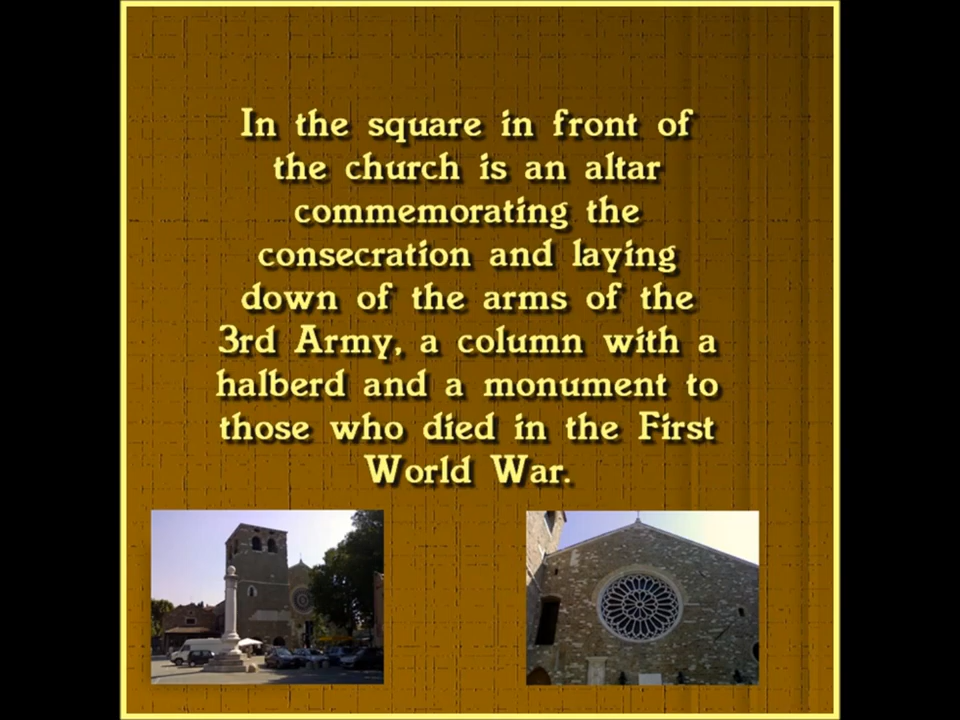 In the square in front of
the church is an altar
commemorating the
consecration and laying
down of the arms of the
3rd Army, a column with a
halberd and a monument to
those who died in the First
World War.